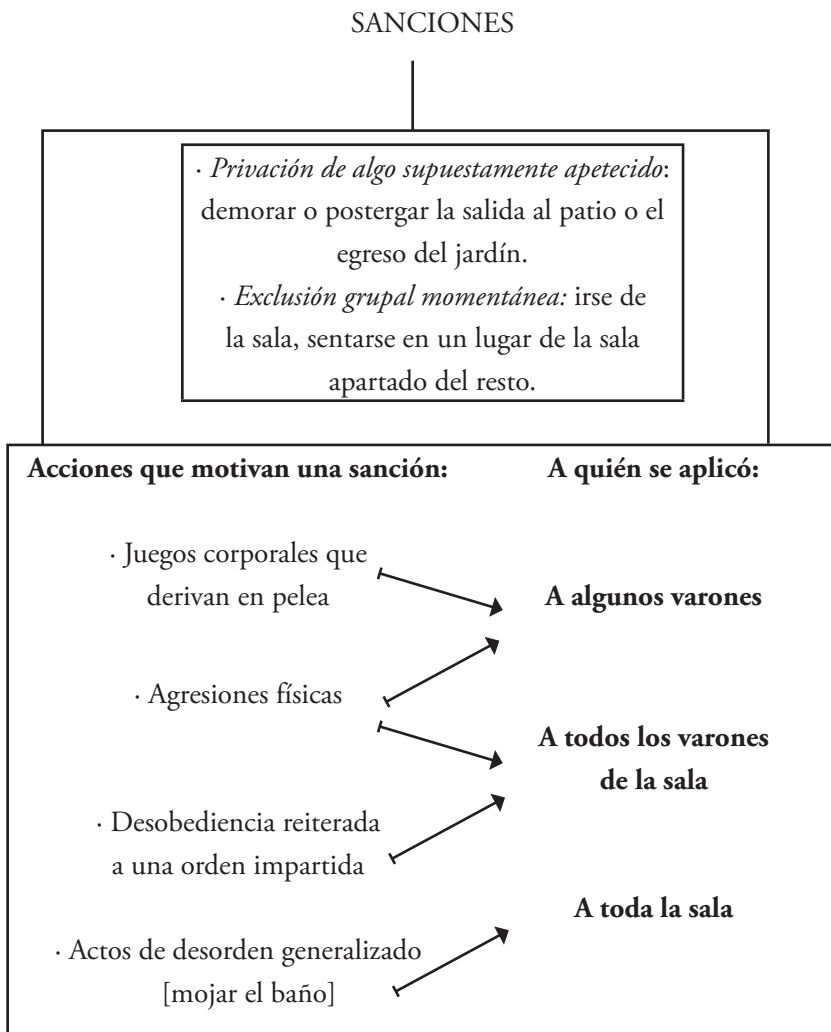 SANCIONES
· Privación de algo supuestamente apetecido:
demorar o postergar la salida al patio o el
egreso del jardín.
· Exclusión grupal momentánea: irse de
la sala, sentarse en un lugar de la sala
apartado del resto.
Acciones que motivan una sanción:
· Juegos corporales que
derivan en pelea
· Agresiones físicas
· Desobediencia reiterada
a una orden impartida
· Actos de desorden generalizado
[mojar el baño]
A quién se aplicó:
A algunos varones
A todos los varones
de la sala
A toda la sala